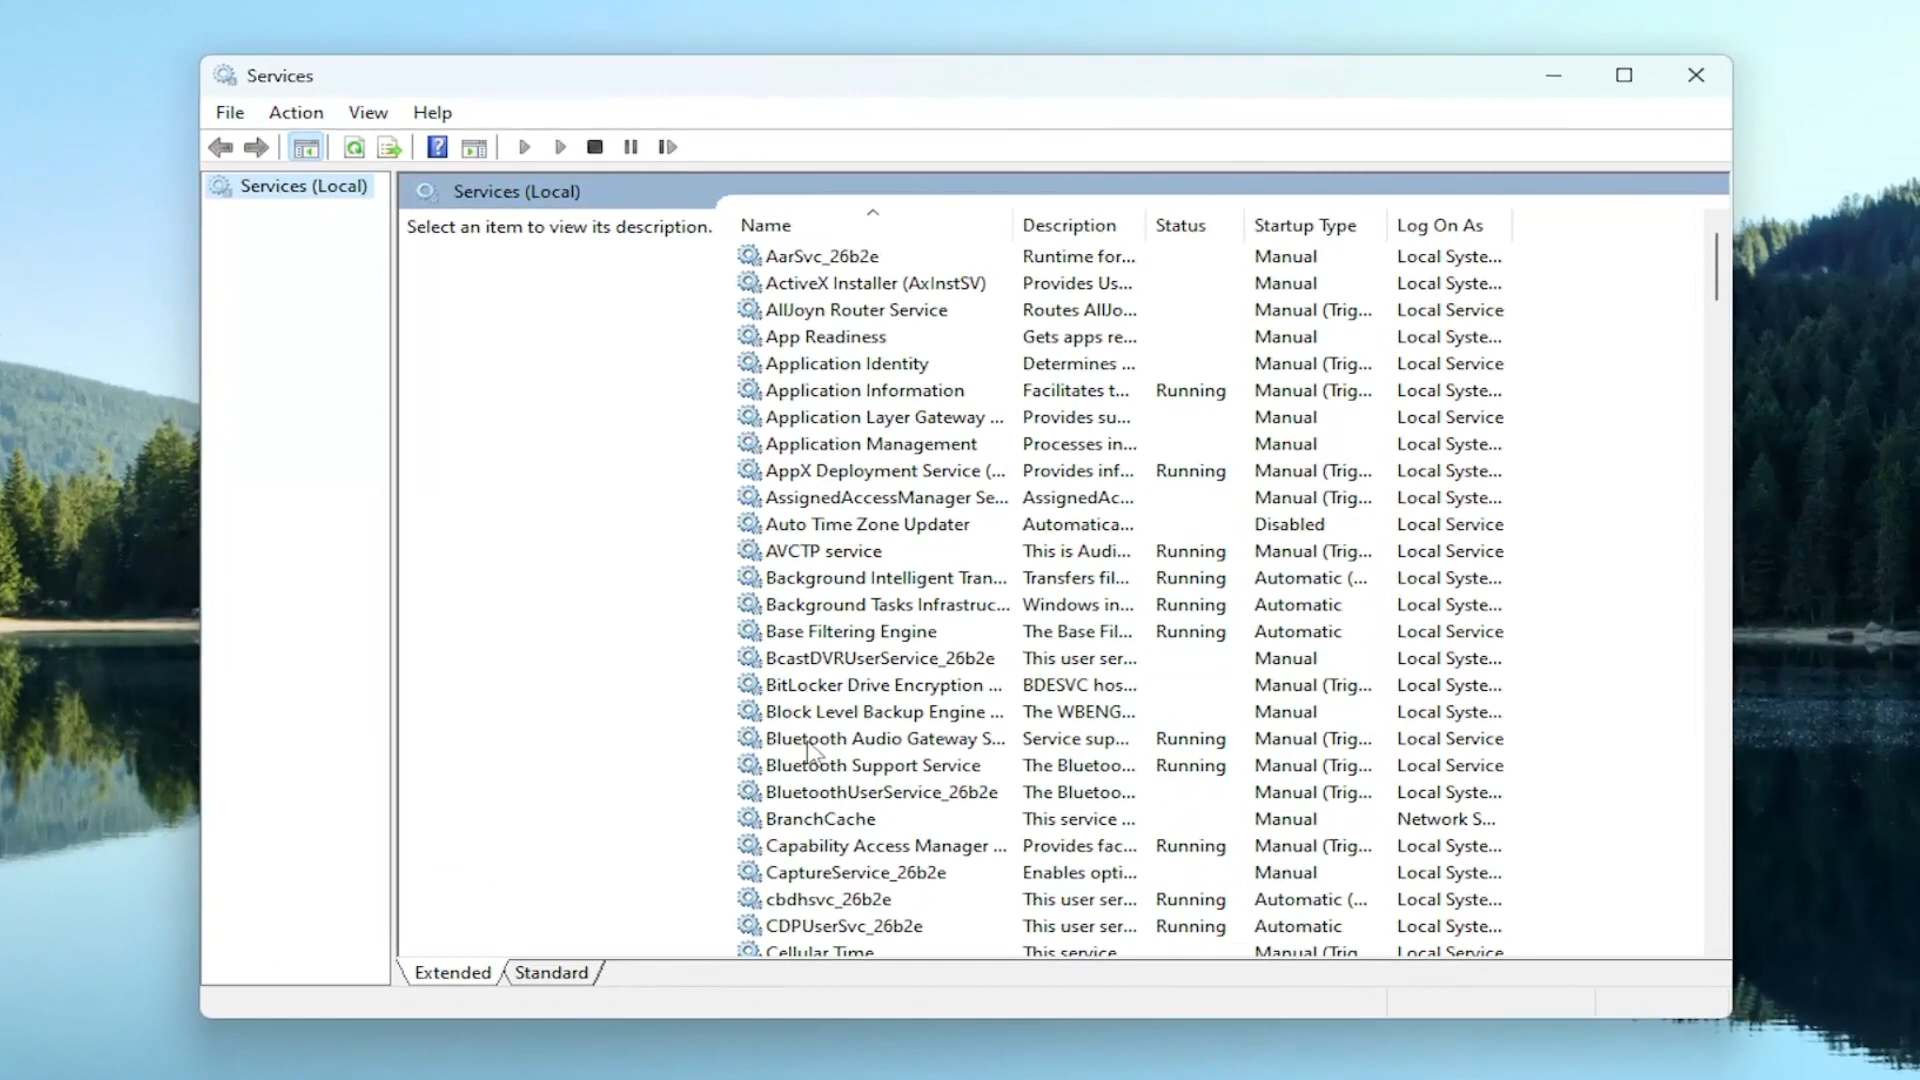 Services
File Action View Help
Services (Local)
Services (Local)
Select an item to view its description.
Name Description Status Startup Type Log On As
AarSvc_26b2e Runtime for... Manual Local Syste...
ActiveX Installer (AxInstSV) Provides Us... Manual Local Syste...
AllJoyn Router Service Routes AllJo... Manual (Trig... Local Service
App Readiness Gets apps re... Manual Local Syste...
Application Identity Determines ... Manual (Trig... Local Service
Application Information Facilitates t... Running Manual (Trig... Local Syste...
Application Layer Gateway ... Provides su... Manual Local Service
Application Management Processes in... Manual Local Syste...
AppX Deployment Service (... Provides inf... Running Manual (Trig... Local Syste...
AssignedAccessManager Se... AssignedAc... Manual (Trig... Local Syste...
Auto Time Zone Updater Automatica... Disabled Local Service
AVCTP service This is Audi... Running Manual (Trig... Local Service
Background Intelligent Tran... Transfers fil... Running Automatic (... Local Syste...
Background Tasks Infrastruc... Windows in... Running Automatic Local Syste...
Base Filtering Engine The Base Fil... Running Automatic Local Service
BcastDVRUserService_26b2e This user ser... Manual Local Syste...
BitLocker Drive Encryption ... BDESVC hos... Manual (Trig... Local Syste...
Block Level Backup Engine ... The WBENG... Manual Local Syste...
Bluetooth Audio Gateway S... Service sup... Running Manual (Trig... Local Service
Bluetooth Support Service The Bluetoo... Running Manual (Trig... Local Service
BluetoothUserService_26b2e The Bluetoo... Manual (Trig... Local Syste...
BranchCache This service ... Manual Network S...
Capability Access Manager ... Provides fac... Running Manual (Trig... Local Syste...
CaptureService_26b2e Enables opti... Manual Local Syste...
cbdhsvc_26b2e This user ser... Running Automatic (... Local Syste...
CDPUserSvc_26b2e This user ser... Running Automatic Local Syste...
Cellular Time This service Manual (Trig Local Service
Extended Standard